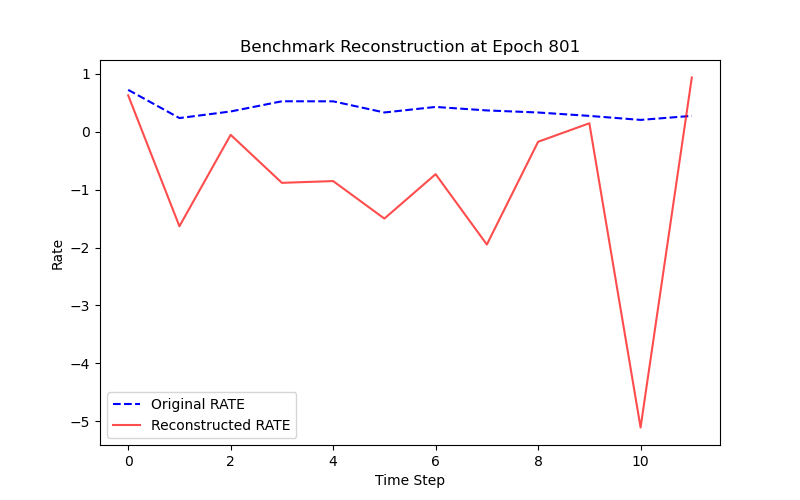 Benchmark Reconstruction at Epoch 801
Rate
1
0
−1
−2
−3
−4
−5
Original RATE
Reconstructed RATE
0 2 4 6 8 10
Time Step